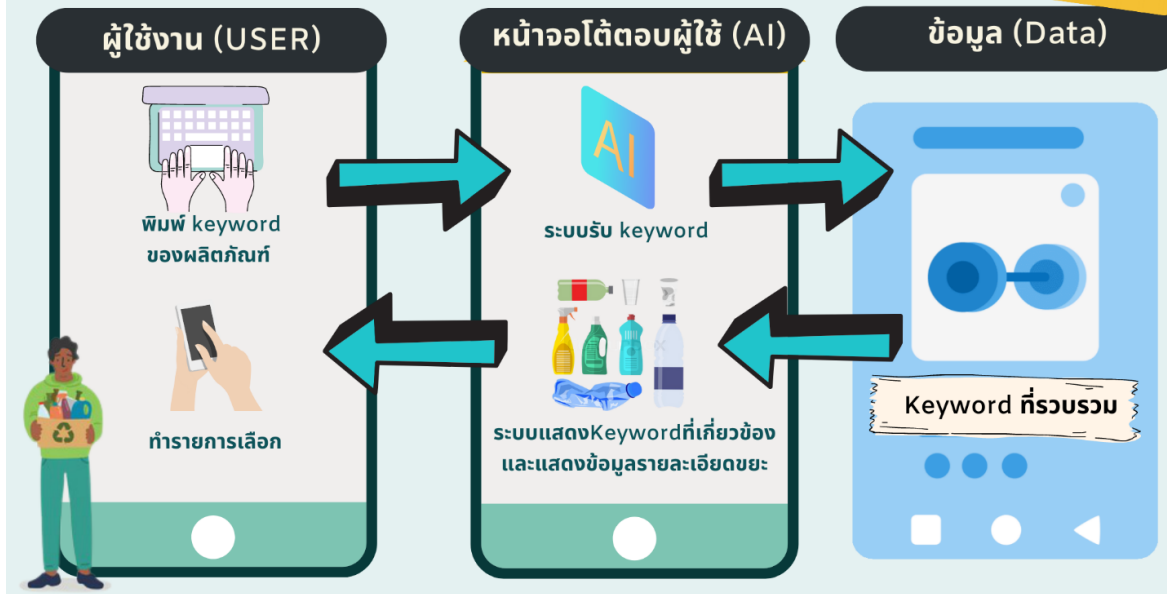 ผู้ใช้งาน (USER)
พิมพ์ keyword
ของผลิตภัณฑ์
ทำรายการเลือก
หน้าจอโต้ตอบผู้ใช้ (AI)
AI
ระบบรับ keyword
ระบบแสดงKeywordที่เกี่ยวข้อง
และแสดงข้อมูลรายละเอียดขยะ
ข้อมูล (Data)
Keyword ที่รวบรวม